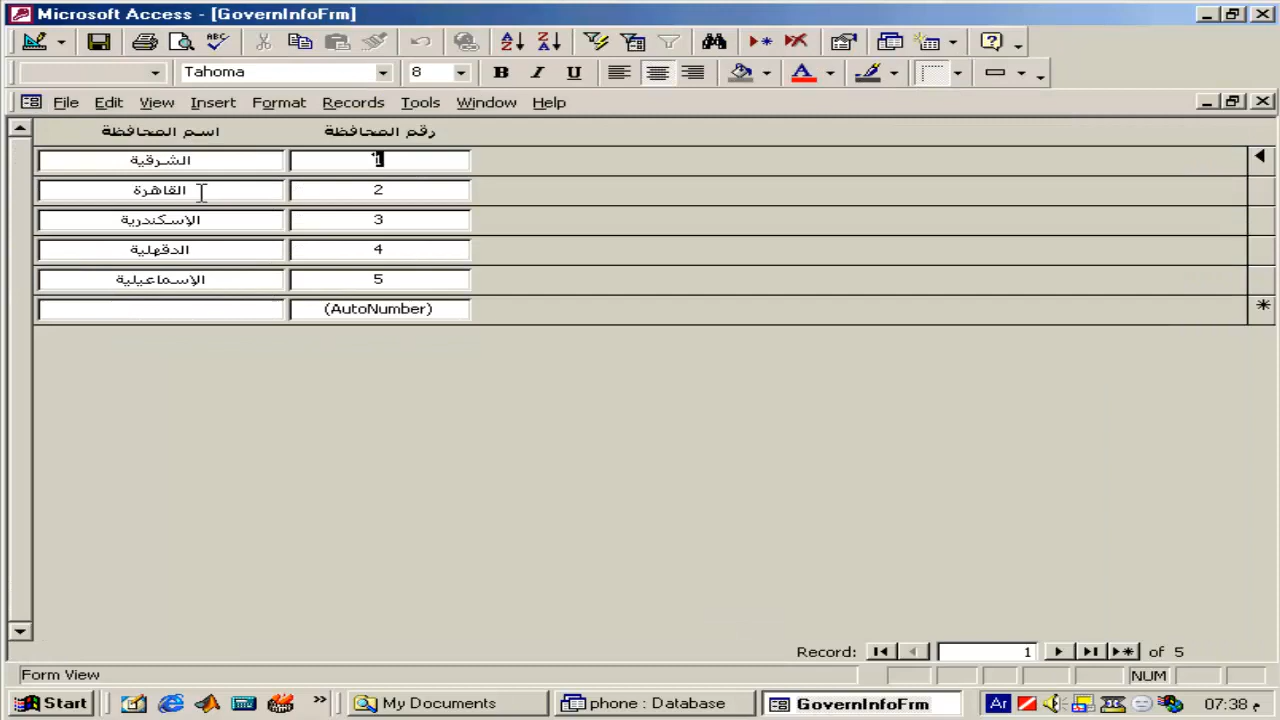 Microsoft Access - [GovernInfoFrm]
Tahoma 8 B I U A
File Edit View Insert Format Records Tools Window Help
رقم المحافظة اسم المحافظة
1 الشرقية
2 القاهرة
3 الإسكندرية
4 الدقهلية
5 الإسماعيلية
(AutoNumber)
Record: 1 of 5
Form View NUM
Start My Documents phone : Database GovernInfoFrm Ar 07:38 م